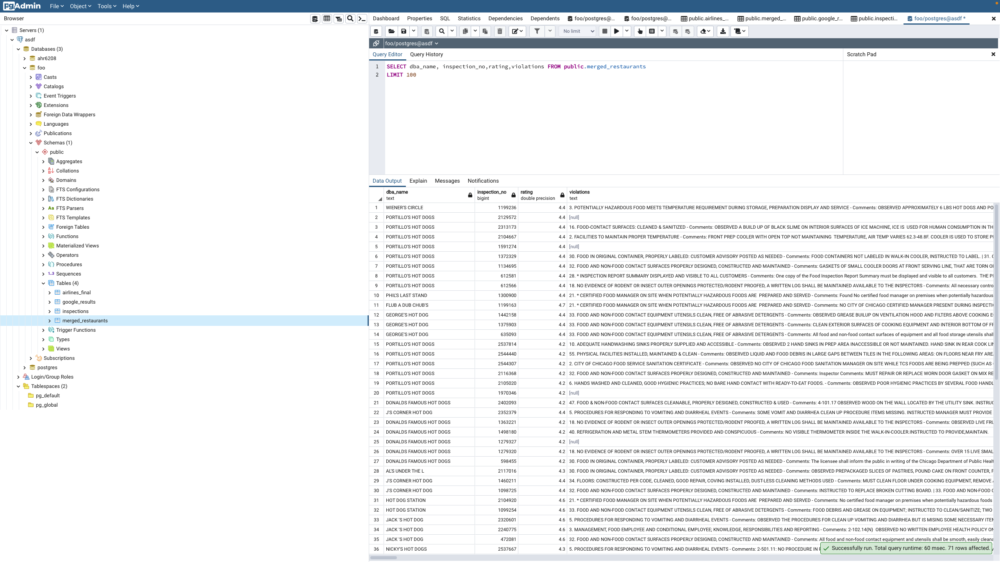 pgAdmin File Object Tools Help
Browser
Dashboard Properties SQL Statistics Dependencies Dependents foo/postgres@... foo/postgres@... public.airlines_... public.merged_... public.google_r... public.inspecti... foo/postgres@asdf *
Servers (1)
asdf
Databases (3)
ahr6208
foo
Casts
Catalogs
Event Triggers
Extensions
Foreign Data Wrappers
Languages
Publications
Schemas (1)
public
Aggregates
Collations
Domains
FTS Configurations
FTS Dictionaries
FTS Parsers
FTS Templates
Foreign Tables
Functions
Materialized Views
Operators
Procedures
Sequences
Tables (4)
airlines_final
google_results
inspections
merged_restaurants
Trigger Functions
Types
Views
Subscriptions
postgres
Login/Group Roles
Tablespaces (2)
pg_default
pg_global
No limit
foo/postgres@asdf
Query Editor Query History
Scratch Pad
1 SELECT dba_name, inspection_no,rating,violations FROM public.merged_restaurants
2 LIMIT 100
Data Output Explain Messages Notifications
dba_name inspection_no rating violations
text bigint double precision text
1 WIENER'S CIRCLE 1199236 4.4 3. POTENTIALLY HAZARDOUS FOOD MEETS TEMPERATURE REQUIREMENT DURING STORAGE, PREPARATION DISPLAY AND SERVICE - Comments: OBSERVED APPROXIMATELY 6 LBS HOT DOGS AND PO
2 PORTILLO'S HOT DOGS 2129572 4.4 [null]
3 PORTILLO'S HOT DOGS 2313173 4.4 16. FOOD-CONTACT SURFACES: CLEANED & SANITIZED - Comments: OBSERVED A BUILD UP OF BLACK SLIME ON INTERIOR SURFACES OF ICE MACHINE, ICE IS USED FOR HUMAN CONSUMPTION IN TH
4 PORTILLO'S HOT DOGS 2104667 4.4 2. FACILITIES TO MAINTAIN PROPER TEMPERATURE - Comments: FRONT PREP COOLER WITH OPEN TOP NOT MAINTAINING TEMPERATURE, AIR TEMP VARIES 62.3-48.8F. COOLER IS USED TO STORE P
5 PORTILLO'S HOT DOGS 1591274 4.4 [null]
6 PORTILLO'S HOT DOGS 1372329 4.4 30. FOOD IN ORIGINAL CONTAINER, PROPERLY LABELED: CUSTOMER ADVISORY POSTED AS NEEDED - Comments: FOOD CONTAINERS NOT LABELED IN WALK-IN COOLER, INSTRUCTED TO LABEL. | 31.
7 PORTILLO'S HOT DOGS 1134695 4.4 32. FOOD AND NON-FOOD CONTACT SURFACES PROPERLY DESIGNED, CONSTRUCTED AND MAINTAINED - Comments: GASKETS OF SMALL COOLER DOORS AT FRONT SERVING LINE, THAT ARE TORN
8 PORTILLO'S HOT DOGS 612581 4.4 28. * INSPECTION REPORT SUMMARY DISPLAYED AND VISIBLE TO ALL CUSTOMERS - Comments: One copy of the Food Inspection Report Summary must be displayed and visible to all customers. THE
9 PORTILLO'S HOT DOGS 612566 4.4 18. NO EVIDENCE OF RODENT OR INSECT OUTER OPENINGS PROTECTED/RODENT PROOFED, A WRITTEN LOG SHALL BE MAINTAINED AVAILABLE TO THE INSPECTORS - Comments: All necessary contro
10 PHIL'S LAST STAND 1300900 4.4 21. * CERTIFIED FOOD MANAGER ON SITE WHEN POTENTIALLY HAZARDOUS FOODS ARE PREPARED AND SERVED - Comments: Found No certified food manager on premises when potentially hazardous
11 FLUB A DUB CHUB'S 1199163 4.7 21. * CERTIFIED FOOD MANAGER ON SITE WHEN POTENTIALLY HAZARDOUS FOODS ARE PREPARED AND SERVED - Comments: NO CITY OF CHICAGO CERTIFIED MANAGER PRESENT DURING INSPECTI
12 GEORGE'S HOT DOG 1442158 4.4 33. FOOD AND NON-FOOD CONTACT EQUIPMENT UTENSILS CLEAN, FREE OF ABRASIVE DETERGENTS - Comments: OBSERVED GREASE BUILUP ON VENTILATION HOOD AND FILTERS ABOVE COOKING E
13 GEORGE'S HOT DOG 1375903 4.4 33. FOOD AND NON-FOOD CONTACT EQUIPMENT UTENSILS CLEAN, FREE OF ABRASIVE DETERGENTS - Comments: CLEAN EXTERIOR SURFACES OF COOKING EQUIPMENT AND INTERIOR BOTTOM OF
14 GEORGE'S HOT DOG 635093 4.4 33. FOOD AND NON-FOOD CONTACT EQUIPMENT UTENSILS CLEAN, FREE OF ABRASIVE DETERGENTS - Comments: All food and non-food contact surfaces of equipment and all food storage utensils shal
15 PORTILLO'S HOT DOGS 2537814 4.2 10. ADEQUATE HANDWASHING SINKS PROPERLY SUPPLIED AND ACCESSIBLE - Comments: OBSERVED 2 HAND SINKS IN PREP AREA INACCESSIBLE OR NOT MAINTAINED. HAND SINK IN REAR COOK LIN
16 PORTILLO'S HOT DOGS 2544440 4.2 55. PHYSICAL FACILITIES INSTALLED, MAINTAINED & CLEAN - Comments: OBSERVED LIQUID AND FOOD DEBRIS IN LARGE GAPS BETWEEN TILES IN THE FOLLOWING AREAS: ON FLOORS NEAR FRY AREA
17 PORTILLO'S HOT DOGS 2544307 4.2 2. CITY OF CHICAGO FOOD SERVICE SANITATION CERTIFICATE - Comments: OBSERVED NO CITY OF CHICAGO FOOD SANITATION MANAGER ON SITE WHILE TCS FOODS ARE BEING PREPPED (SUCH AS
18 PORTILLO'S HOT DOGS 2116368 4.2 32. FOOD AND NON-FOOD CONTACT SURFACES PROPERLY DESIGNED, CONSTRUCTED AND MAINTAINED - Comments: Inspector Comments: MUST REPAIR OR REPLACE WORN DOOR GASKET ON MIX RE
19 PORTILLO'S HOT DOGS 2105020 4.2 6. HANDS WASHED AND CLEANED, GOOD HYGIENIC PRACTICES; NO BARE HAND CONTACT WITH READY-TO-EAT FOODS. - Comments: OBSERVED POOR HYGIENIC PRACTICES BY SEVERAL FOOD HANDL
20 PORTILLO'S HOT DOGS 1970346 4.2 [null]
21 DONALDS FAMOUS HOT DOGS 2402093 4.2 47. FOOD & NON-FOOD CONTACT SURFACES CLEANABLE, PROPERLY DESIGNED, CONSTRUCTED & USED - Comments: 4-101.17 OBSERVED WOOD ON THE WALL LOCATED BY THE UTILITY SINK. INSTRUC
22 J'S CORNER HOT DOG 2352379 4.4 5. PROCEDURES FOR RESPONDING TO VOMITING AND DIARRHEAL EVENTS - Comments: SOME VOMIT AND DIARRHEA CLEAN UP PROCEDURE ITEMS MISSING. INSTRUCTED MANAGER MUST PROVIDE
23 DONALDS FAMOUS HOT DOGS 1363221 4.2 18. NO EVIDENCE OF RODENT OR INSECT OUTER OPENINGS PROTECTED/RODENT PROOFED, A WRITTEN LOG SHALL BE MAINTAINED AVAILABLE TO THE INSPECTORS - Comments: OBSERVED LIVE FRU
24 DONALDS FAMOUS HOT DOGS 1498180 4.2 40. REFRIGERATION AND METAL STEM THERMOMETERS PROVIDED AND CONSPICUOUS - Comments: NO VISIBLE THERMOMETER INSIDE THE WALK-IN-COOLER.INSTRUCTED TO PROVIDE,MAINTAIN.
25 DONALDS FAMOUS HOT DOGS 1279327 4.2 [null]
26 DONALDS FAMOUS HOT DOGS 1279320 4.2 18. NO EVIDENCE OF RODENT OR INSECT OUTER OPENINGS PROTECTED/RODENT PROOFED, A WRITTEN LOG SHALL BE MAINTAINED AVAILABLE TO THE INSPECTORS - Comments: OVER 15 LIVE SMAL
27 DONALDS FAMOUS HOT DOGS 598455 4.2 30. FOOD IN ORIGINAL CONTAINER, PROPERLY LABELED: CUSTOMER ADVISORY POSTED AS NEEDED - Comments: The licensee shall inform the public in writing of the Chicago Department of Public Healt
28 AL'S UNDER THE L 2117016 4.3 30. FOOD IN ORIGINAL CONTAINER, PROPERLY LABELED: CUSTOMER ADVISORY POSTED AS NEEDED - Comments: OBSERVED PREPACKAGED SLICES OF PASTRIES, POUND CAKE ON FRONT COUNTER,
29 J'S CORNER HOT DOG 1460211 4.4 34. FLOORS: CONSTRUCTED PER CODE, CLEANED, GOOD REPAIR, COVING INSTALLED, DUST-LESS CLEANING METHODS USED - Comments: MUST CLEAN FLOOR UNDER COOKING EQUIPMENT, REMOVE
30 J'S CORNER HOT DOG 1098725 4.4 32. FOOD AND NON-FOOD CONTACT SURFACES PROPERLY DESIGNED, CONSTRUCTED AND MAINTAINED - Comments: INSTRUCTED TO REPLACE BROKEN CUTTING BOARD. | 33. FOOD AND NON-FOOD
31 HOT DOG STATION 2104920 4.6 21. * CERTIFIED FOOD MANAGER ON SITE WHEN POTENTIALLY HAZARDOUS FOODS ARE PREPARED AND SERVED - Comments: No certified food manager on premises when potentially hazardous foods
32 HOT DOG STATION 1099254 4.6 33. FOOD AND NON-FOOD CONTACT EQUIPMENT UTENSILS CLEAN, FREE OF ABRASIVE DETERGENTS - Comments: FOOD DEBRIS AND GREASE ON EQUIPMENT; INSTRUCTED TO CLEAN/SANITIZE; TWO
33 JACK 'S HOT DOG 2320601 4.6 5. PROCEDURES FOR RESPONDING TO VOMITING AND DIARRHEAL EVENTS - Comments: OBSERVED THE PROCEDURES FOR CLEAN UP VOMITING AND DIARRHEA BUT IS MISING SOME NECESSARY ITEM
34 JACK 'S HOT DOG 2240775 4.6 3. MANAGEMENT, FOOD EMPLOYEE AND CONDITIONAL EMPLOYEE; KNOWLEDGE, RESPONSIBILITIES AND REPORTING - Comments: 2-102.14(N) OBSERVED NO WRITTEN EMPLOYEE HEALTH POLICY ON
35 JACK 'S HOT DOG 472081 4.6 32. FOOD AND NON-FOOD CONTACT SURFACES PROPERLY DESIGNED, CONSTRUCTED AND MAINTAINED - Comments: All food and non-food contact equipment and utensils shall be smooth, easily cleana
36 NICKY'S HOT DOGS 2537667 4.3 5. PROCEDURES FOR RESPONDING TO VOMITING AND DIARRHEAL EVENTS - Comments: 2-501.11: NO PROCEDURE IN
Successfully run. Total query runtime: 60 msec. 71 rows affected.